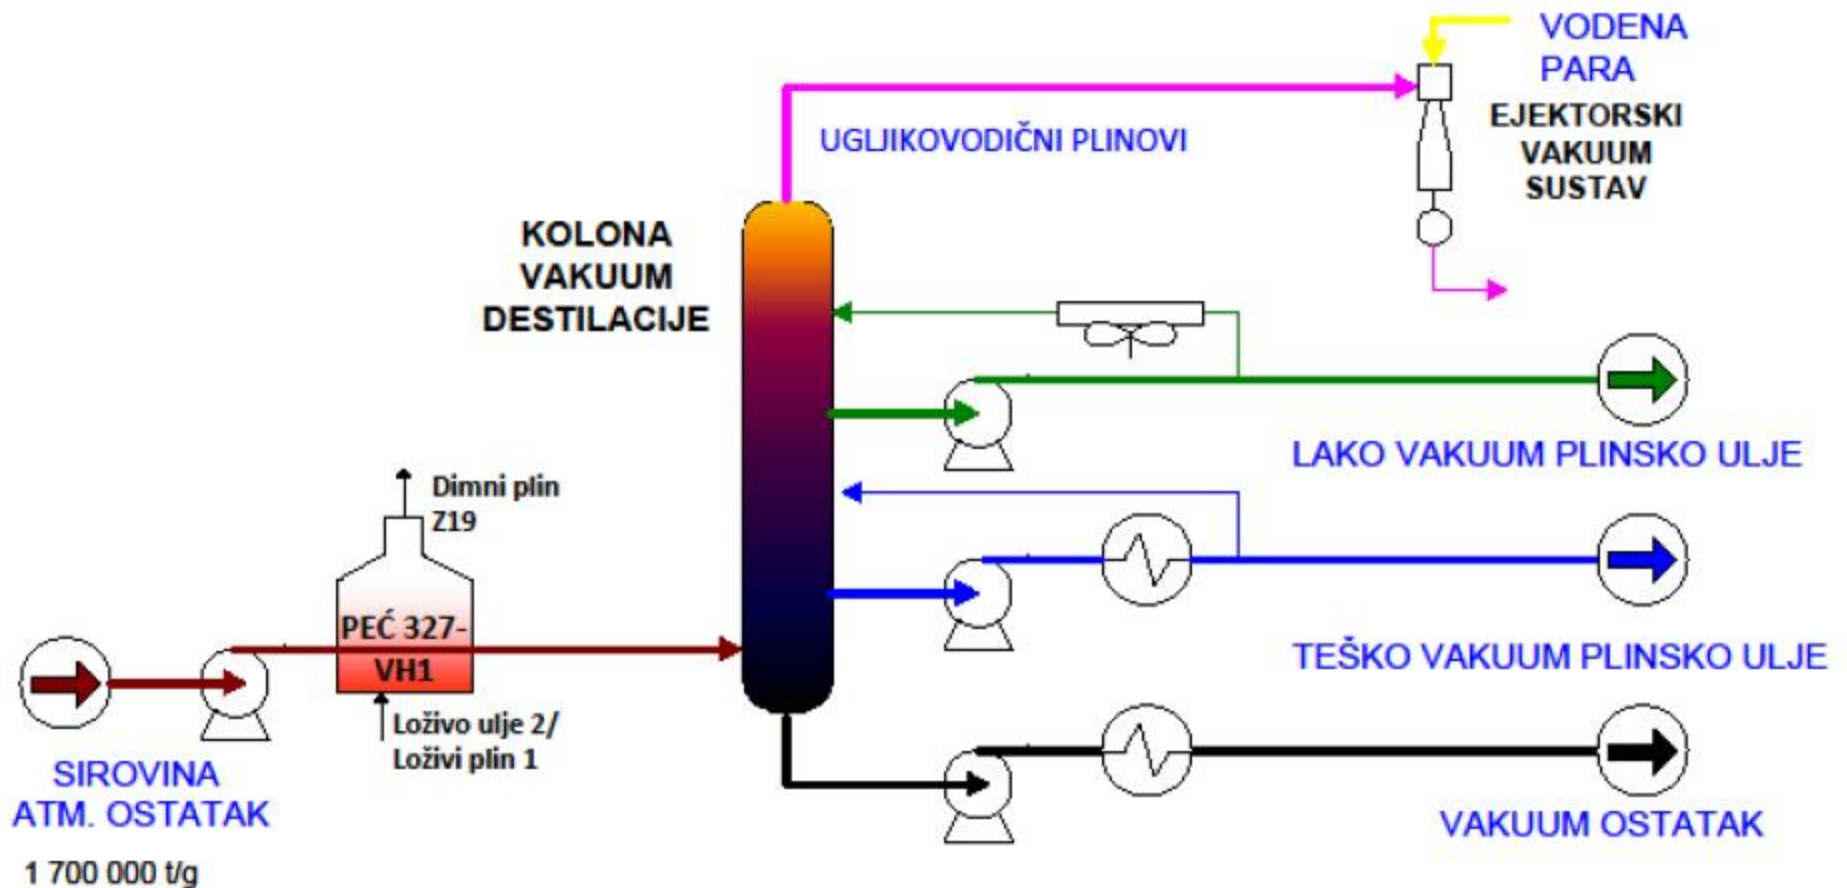 VODENA
PARA
EJEKTORSKI
VAKUUM
SUSTAV
UGLJIKOVODIČNI PLINOVI
KOLONA
VAKUUM
DESTILACIJE
LAKO VAKUUM PLINSKO ULJE
Dimni plin
Z19
PEĆ 327-
VH1
TEŠKO VAKUUM PLINSKO ULJE
Loživo ulje 2/
Loživi plin 1
SIROVINA
ATM. OSTATAK
VAKUUM OSTATAK
1 700 000 t/g